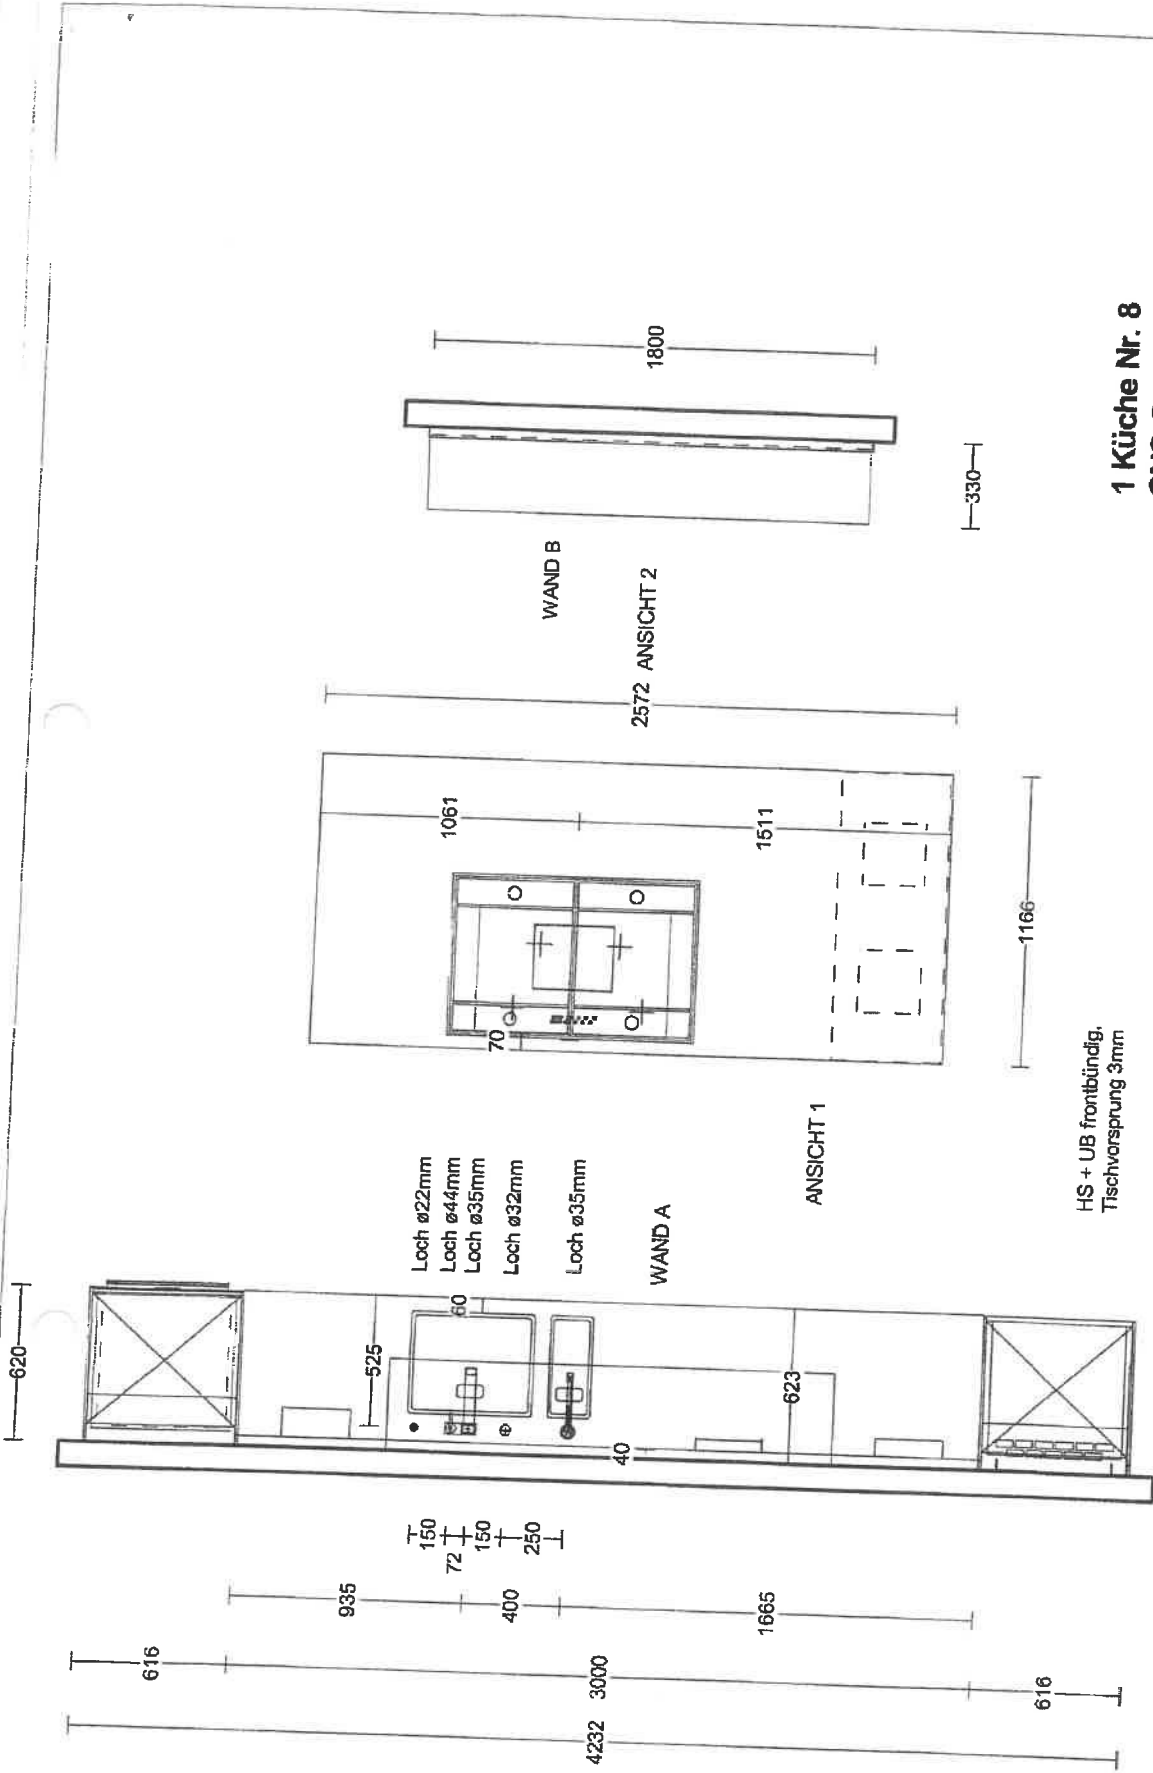 620
525
60
623
40
Loch ø22mm
Loch ø44mm
Loch ø35mm
Loch ø32mm
Loch ø35mm
WAND A
150
72
150
250
935
400
1665
616
3000
616
4232
1061
1511
70
2572
1166
ANSICHT 1
HS + UB frontbündig,
Tischvorsprung 3mm
WAND B
ANSICHT 2
1800
330
1 Küche Nr. 8